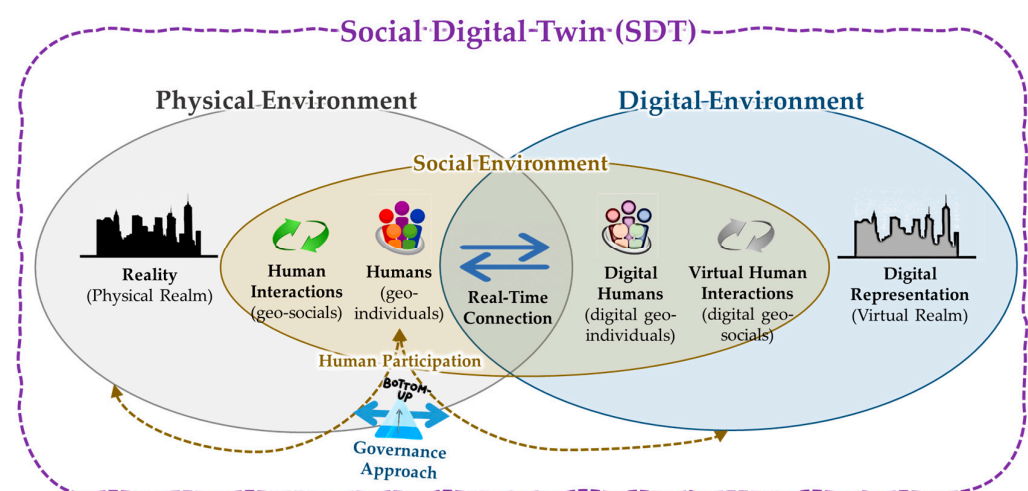 Social Digital-Twin (SDT)
Physical Environment
Digital-Environment
Social Environment
Reality
(Physical Realm)
Human
Interactions
(geo-socials)
Humans
(geo-
individuals)
Real-Time
Connection
Digital
Humans
(digital geo-
individuals)
Virtual Human
Interactions
(digital geo-
socials)
Digital
Representation
(Virtual Realm)
Human Participation
BOTTOM-
UP
Governance
Approach